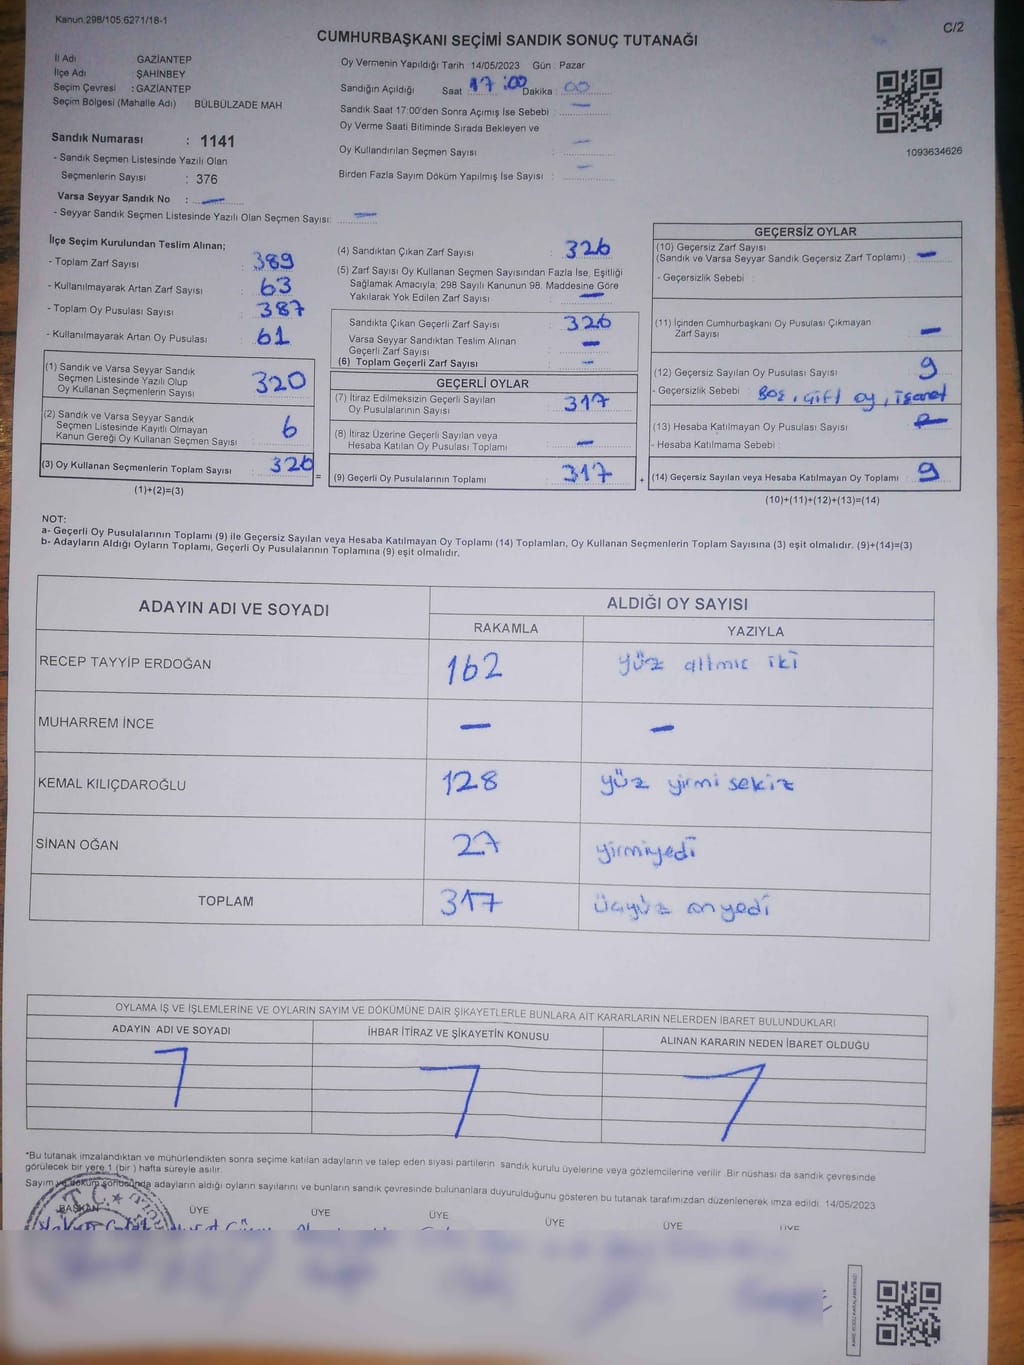 Kanun 298/105 6271/18-1
C/2
CUMHURBAŞKANI SEÇİMİ SANDIK SONUÇ TUTANAĞI
İl Adı GAZİANTEP
İlçe Adı ŞAHİNBEY
Seçim Çevresi : GAZİANTEP
Seçim Bölgesi (Mahalle Adı) : BÜLBÜLZADE MAH
Sandık Numarası : 1141
- Sandık Seçmen Listesinde Yazılı Olan
Seçmenlerin Sayısı : 376
Varsa Seyyar Sandık No : —
- Seyyar Sandık Seçmen Listesinde Yazılı Olan Seçmen Sayısı: —
Oy Vermenin Yapıldığı Tarih 14/05/2023 Gün : Pazar
Sandığın Açıldığı Saat 17:00 Dakika : 00
Sandık Saat 17:00'den Sonra Açımış İse Sebebi : —
Oy Verme Saati Bitiminde Sırada Bekleyen ve
Oy Kullandırılan Seçmen Sayısı : —
Birden Fazla Sayım Döküm Yapılmış İse Sayısı : —
1093634626
İlçe Seçim Kurulundan Teslim Alınan;
- Toplam Zarf Sayısı : 389
- Kullanılmayarak Artan Zarf Sayısı : 63
- Toplam Oy Pusulası Sayısı : 387
- Kullanılmayarak Artan Oy Pusulası : 61
(1) Sandık ve Varsa Seyyar Sandık
Seçmen Listesinde Yazılı Olup
Oy Kullanan Seçmenlerin Sayısı 320
(2) Sandık ve Varsa Seyyar Sandık
Seçmen Listesinde Kayıtlı Olmayan
Kanun Gereği Oy Kullanan Seçmen Sayısı : 6
(3) Oy Kullanan Seçmenlerin Toplam Sayısı : 326
(1)+(2)=(3)
(4) Sandıktan Çıkan Zarf Sayısı : 326
(5) Zarf Sayısı Oy Kullanan Seçmen Sayısından Fazla İse, Eşitliği
Sağlamak Amacıyla; 298 Sayılı Kanunun 98. Maddesine Göre
Yakılarak Yok Edilen Zarf Sayısı : —
Sandıkta Çıkan Geçerli Zarf Sayısı : 326
Varsa Seyyar Sandıktan Teslim Alınan
Geçerli Zarf Sayısı : —
(6) Toplam Geçerli Zarf Sayısı : —
GEÇERLİ OYLAR
(7) İtiraz Edilmeksizin Geçerli Sayılan
Oy Pusulalarının Sayısı : 317
(8) İtiraz Üzerine Geçerli Sayılan veya
Hesaba Katılan Oy Pusulası Toplamı : —
= (9) Geçerli Oy Pusulalarının Toplamı : 317
GEÇERSİZ OYLAR
(10) Geçersiz Zarf Sayısı
(Sandık ve Varsa Seyyar Sandık Geçersiz Zarf Toplamı) : —
- Geçersizlik Sebebi :
(11) İçinden Cumhurbaşkanı Oy Pusulası Çıkmayan
Zarf Sayısı : —
(12) Geçersiz Sayılan Oy Pusulası Sayısı : 9
- Geçersizlik Sebebi : Boş, Çift oy, işaret
(13) Hesaba Katılmayan Oy Pusulası Sayısı :
- Hesaba Katılmama Sebebi :
+ (14) Geçersiz Sayılan veya Hesaba Katılmayan Oy Toplamı : 9
(10)+(11)+(12)+(13)=(14)
NOT:
a- Geçerli Oy Pusulalarının Toplamı (9) ile Geçersiz Sayılan veya Hesaba Katılmayan Oy Toplamı (14) Toplamları, Oy Kullanan Seçmenlerin Toplam Sayısına (3) eşit olmalıdır. (9)+(14)=(3)
b- Adayların Aldığı Oyların Toplamı, Geçerli Oy Pusulalarının Toplamına (9) eşit olmalıdır.
ADAYIN ADI VE SOYADI ALDIĞI OY SAYISI
RAKAMLA YAZIYLA
RECEP TAYYİP ERDOĞAN 162 yüz altmıc iki
MUHARREM İNCE — —
KEMAL KILIÇDAROĞLU 128 yüz yirmi sekiz
SİNAN OĞAN 27 yirmiyedi
TOPLAM 317 üçyüz onyedi
OYLAMA İŞ VE İŞLEMLERİNE VE OYLARIN SAYIM VE DÖKÜMÜNE DAİR ŞİKAYETLERLE BUNLARA AİT KARARLARIN NELERDEN İBARET BULUNDUKLARI
ADAYIN ADI VE SOYADI İHBAR İTİRAZ VE ŞİKAYETİN KONUSU ALINAN KARARIN NEDEN İBARET OLDUĞU
*Bu tutanak imzalandıktan ve mühürlendikten sonra seçime katılan adayların ve talep eden siyasi partilerin sandık kurulu üyelerine veya gözlemcilerine verilir. Bir nüshası da sandık çevresinde
görülecek bir yere 1 (bir) hafta süreyle asılır.
Sayım ve döküm sonucunda adayların aldığı oyların sayılarını ve bunların sandık çevresinde bulunanlara duyurulduğunu gösteren bu tutanak tarafımızdan düzenlenerek imza edildi. 14/05/2023
BAŞKAN ÜYE ÜYE ÜYE ÜYE ÜYE ÜYE
T.C.